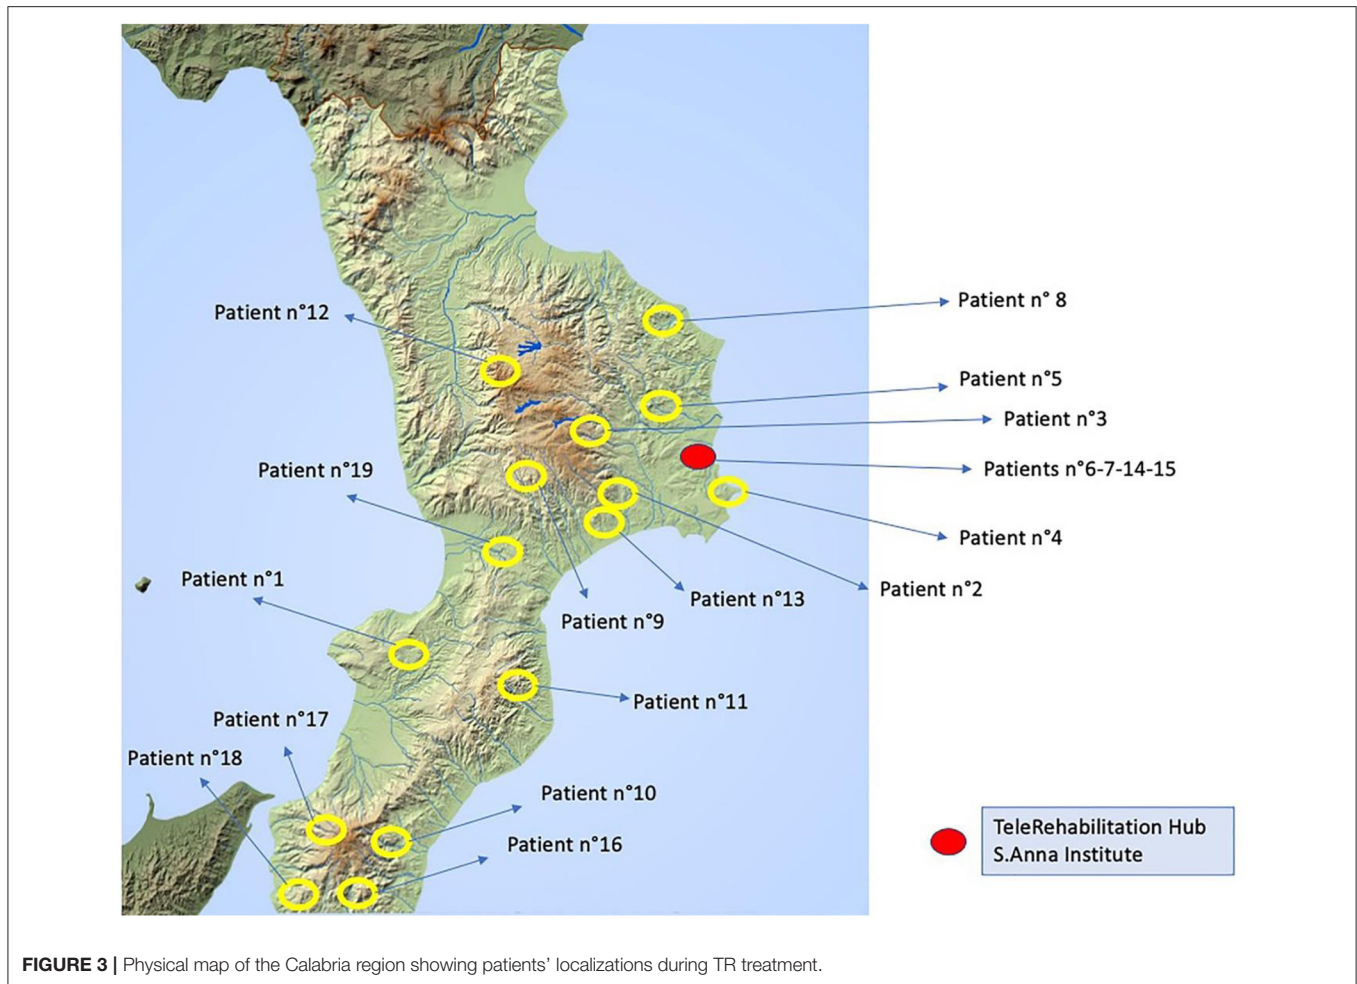 Patient n°12
Patient n° 8
Patient n°5
Patient n°3
Patient n°19
Patients n°6-7-14-15
Patient n°4
Patient n°1
Patient n°2
Patient n°13
Patient n°9
Patient n°11
Patient n°17
Patient n°18
Patient n°10
Patient n°16
TeleRehabilitation Hub
S.Anna Institute
FIGURE 3 | Physical map of the Calabria region showing patients' localizations during TR treatment.